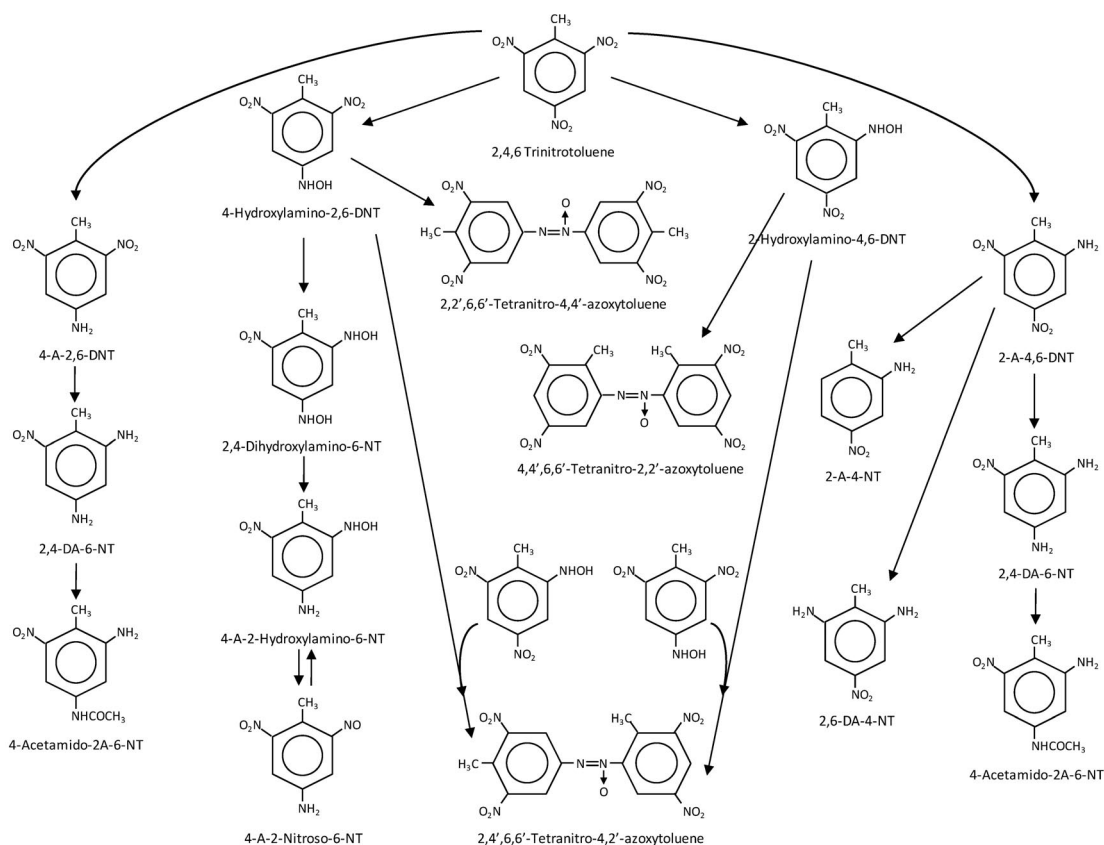 CH₃
O₂N
NO₂
NO₂
2,4,6 Trinitrotoluene
CH₃
O₂N
NO₂
NHOH
4-Hydroxylamino-2,6-DNT
CH₃
O₂N
NHOH
NO₂
2-Hydroxylamino-4,6-DNT
NO₂
NO₂
O
H₃C
N
N
CH₃
NO₂
NO₂
2,2′,6,6′-Tetranitro-4,4′-azoxytoluene
CH₃
O₂N
NO₂
NH₂
4-A-2,6-DNT
CH₃
O₂N
NH₂
NO₂
2-A-4,6-DNT
CH₃
O₂N
NHOH
NHOH
2,4-Dihydroxylamino-6-NT
NO₂
CH₃
H₃C
NO₂
N
N
O
NO₂
NO₂
4,4′,6,6′-Tetranitro-2,2′-azoxytoluene
CH₃
NH₂
NO₂
2-A-4-NT
CH₃
O₂N
NH₂
NH₂
2,4-DA-6-NT
CH₃
O₂N
NHOH
NH₂
4-A-2-Hydroxylamino-6-NT
CH₃
O₂N
NH₂
NH₂
2,4-DA-6-NT
CH₃
O₂N
NHOH
NO₂
CH₃
O₂N
NO₂
NHOH
CH₃
H₂N
NH₂
NO₂
2,6-DA-4-NT
CH₃
O₂N
NH₂
NHCOCH₃
4-Acetamido-2A-6-NT
CH₃
O₂N
NO
NH₂
4-A-2-Nitroso-6-NT
NO₂
H₃C
NO₂
H₃C
N
N
O
NO₂
NO₂
2,4′,6,6′-Tetranitro-4,2′-azoxytoluene
CH₃
O₂N
NH₂
NHCOCH₃
4-Acetamido-2A-6-NT